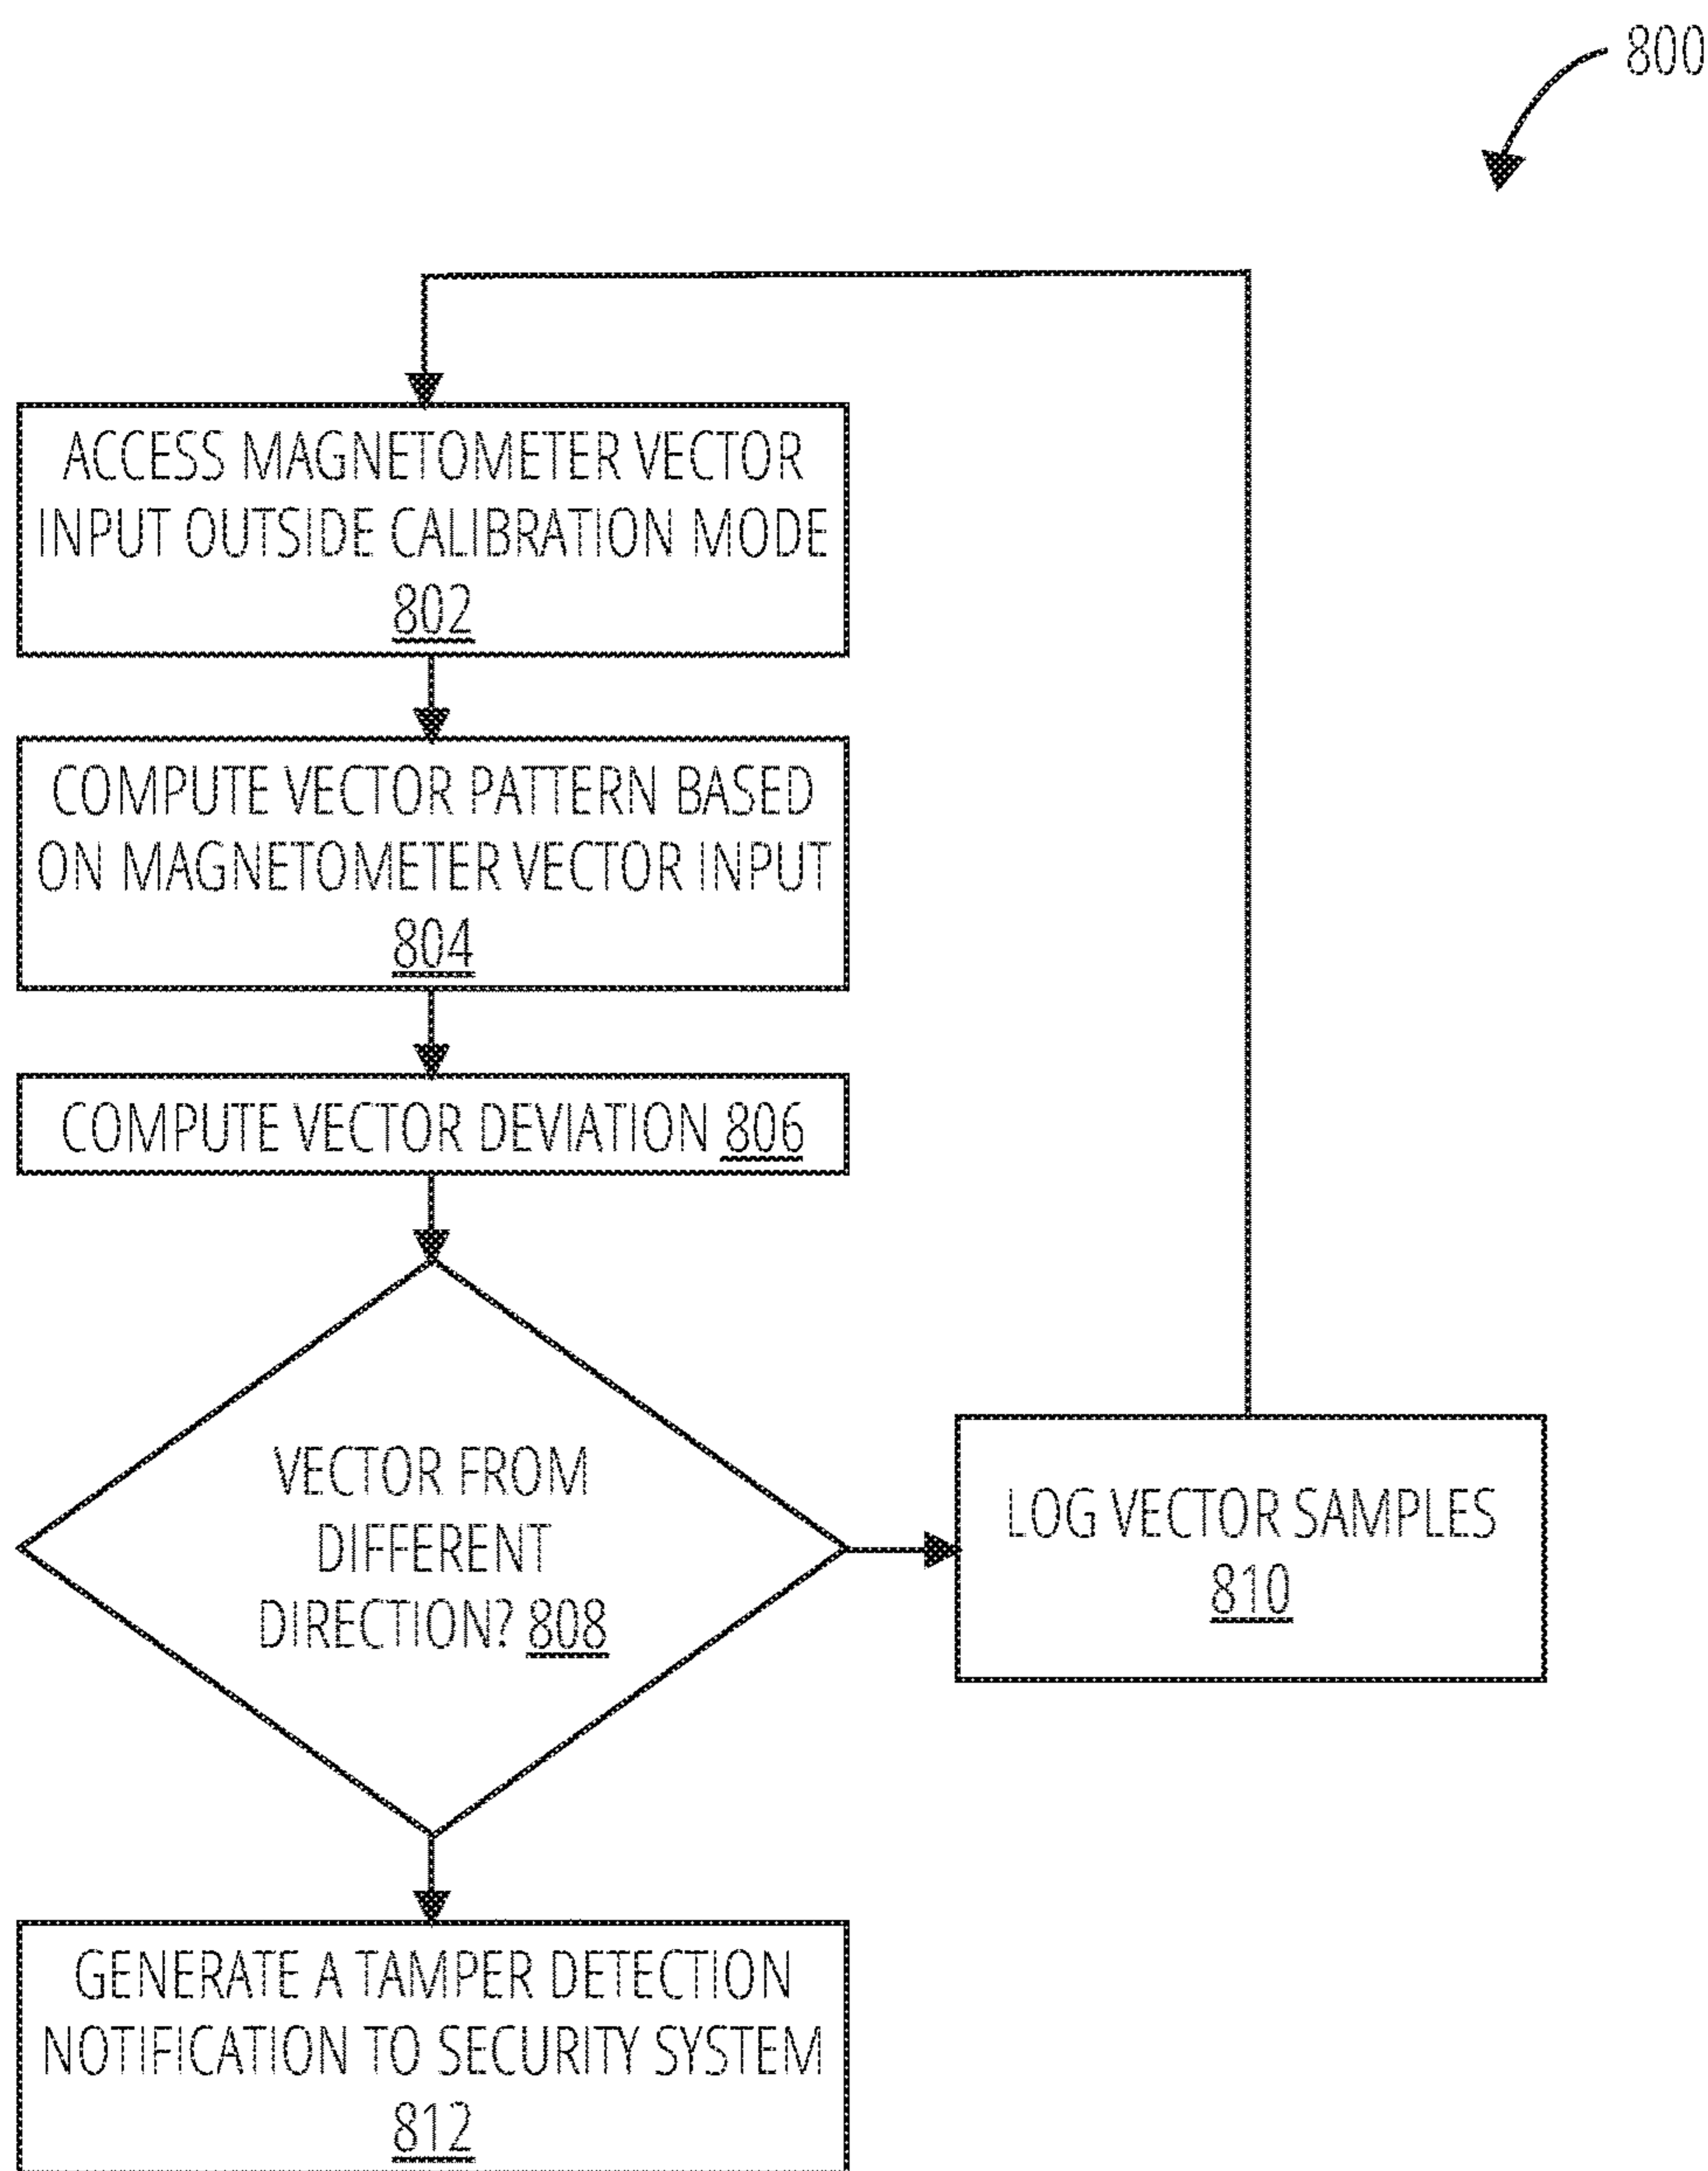 800
ACCESS MAGNETOMETER VECTOR
INPUT OUTSIDE CALIBRATION MODE
802
COMPUTE VECTOR PATTERN BASED
ON MAGNETOMETER VECTOR INPUT
804
COMPUTE VECTOR DEVIATION 806
VECTOR FROM
DIFFERENT
DIRECTION? 808
LOG VECTOR SAMPLES
810
GENERATE A TAMPER DETECTION
NOTIFICATION TO SECURITY SYSTEM
812